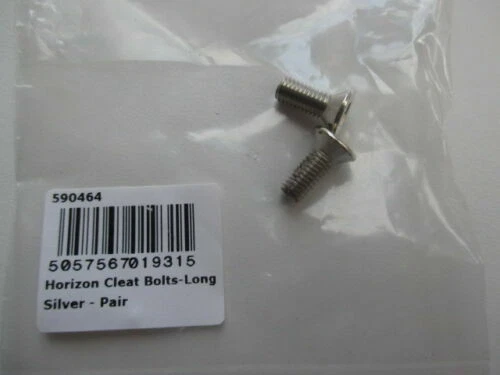 590464
5057567019315
Horizon Cleat Bolts-Long
Silver - Pair